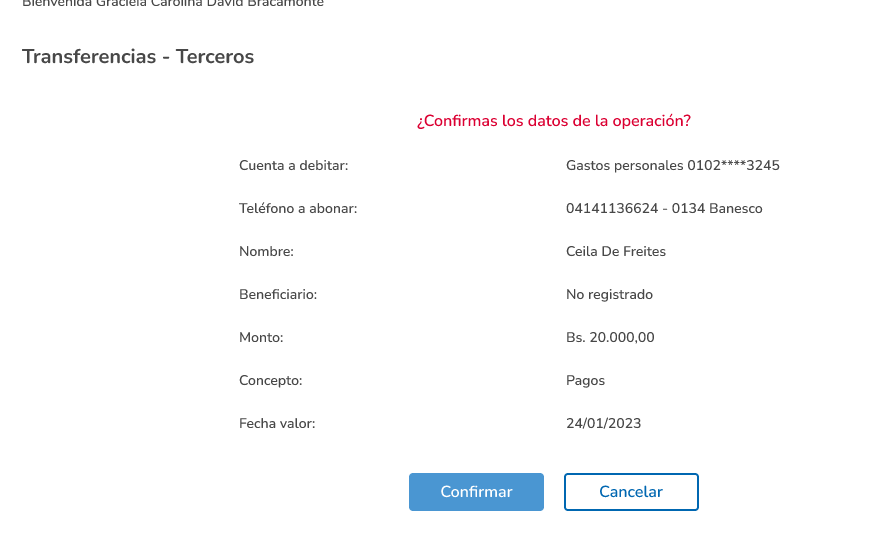 Bienvenida Graciela Carolina David Bracamonte
Transferencias - Terceros
¿Confirmas los datos de la operación?
Cuenta a debitar: Gastos personales 0102****3245
Teléfono a abonar: 04141136624 - 0134 Banesco
Nombre: Ceila De Freites
Beneficiario: No registrado
Monto: Bs. 20.000,00
Concepto: Pagos
Fecha valor: 24/01/2023
Confirmar Cancelar